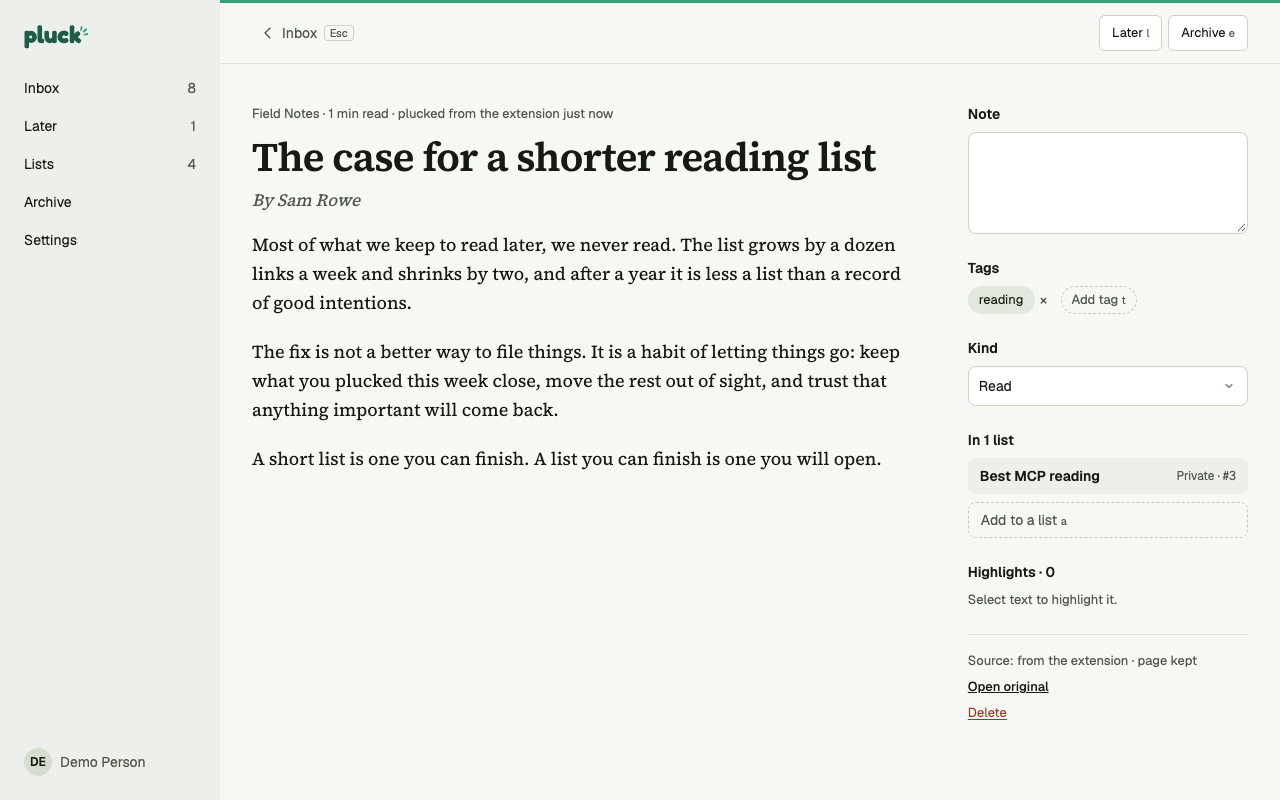 pluck
Inbox 8
Later 1
Lists 4
Archive
Settings
DE Demo Person
Inbox Esc
Later l
Archive e
Field Notes · 1 min read · plucked from the extension just now
The case for a shorter reading list
By Sam Rowe
Most of what we keep to read later, we never read. The list grows by a dozen
links a week and shrinks by two, and after a year it is less a list than a record
of good intentions.
The fix is not a better way to file things. It is a habit of letting things go: keep
what you plucked this week close, move the rest out of sight, and trust that
anything important will come back.
A short list is one you can finish. A list you can finish is one you will open.
Note
Tags
reading × Add tag t
Kind
Read
In 1 list
Best MCP reading Private · #3
Add to a list a
Highlights · 0
Select text to highlight it.
Source: from the extension · page kept
Open original
Delete